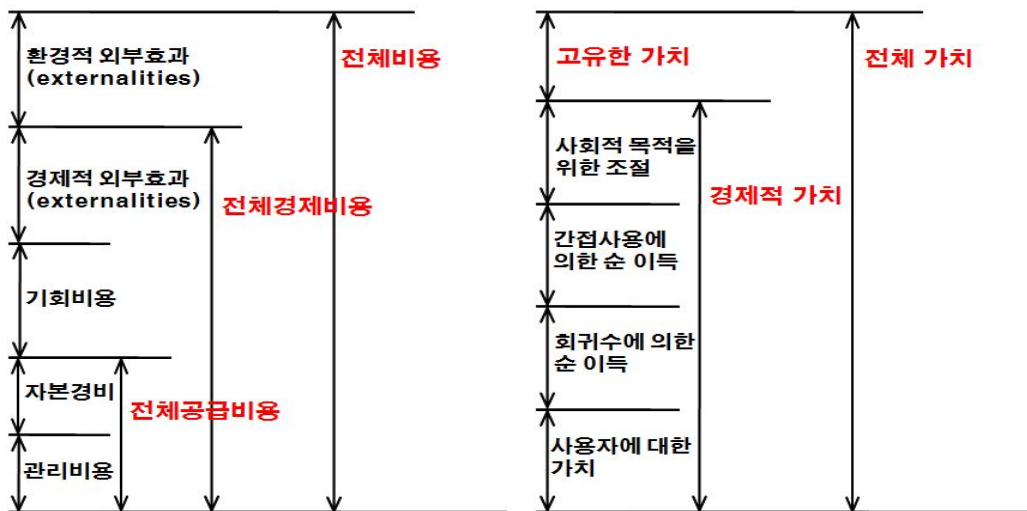 환경적 외부효과
(externalities)
전체비용
경제적 외부효과
(externalities)
전체경제비용
기회비용
자본경비
전체공급비용
관리비용
고유한 가치
전체 가치
사회적 목적을
위한 조절
경제적 가치
간접사용에
의한 순 이득
회귀수에 의한
순 이득
사용자에 대한
가치